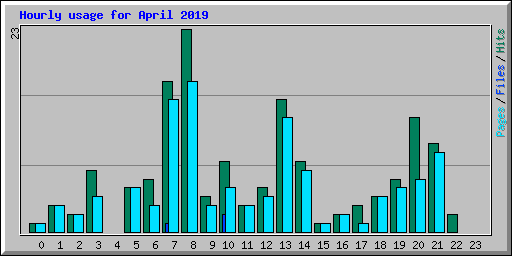 Hourly usage for April 2019
23
Pages / Files / Hits
0 1 2 3 4 5 6 7 8 9 10 11 12 13 14 15 16 17 18 19 20 21 22 23